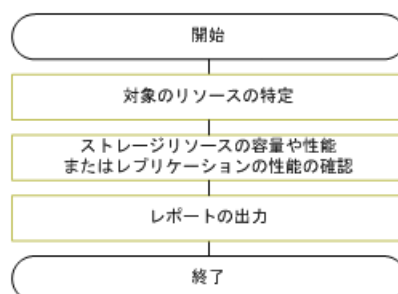 開始
対象のリソースの特定
ストレージリソースの容量や性能
またはレプリケーションの性能の確認
レポートの出力
終了